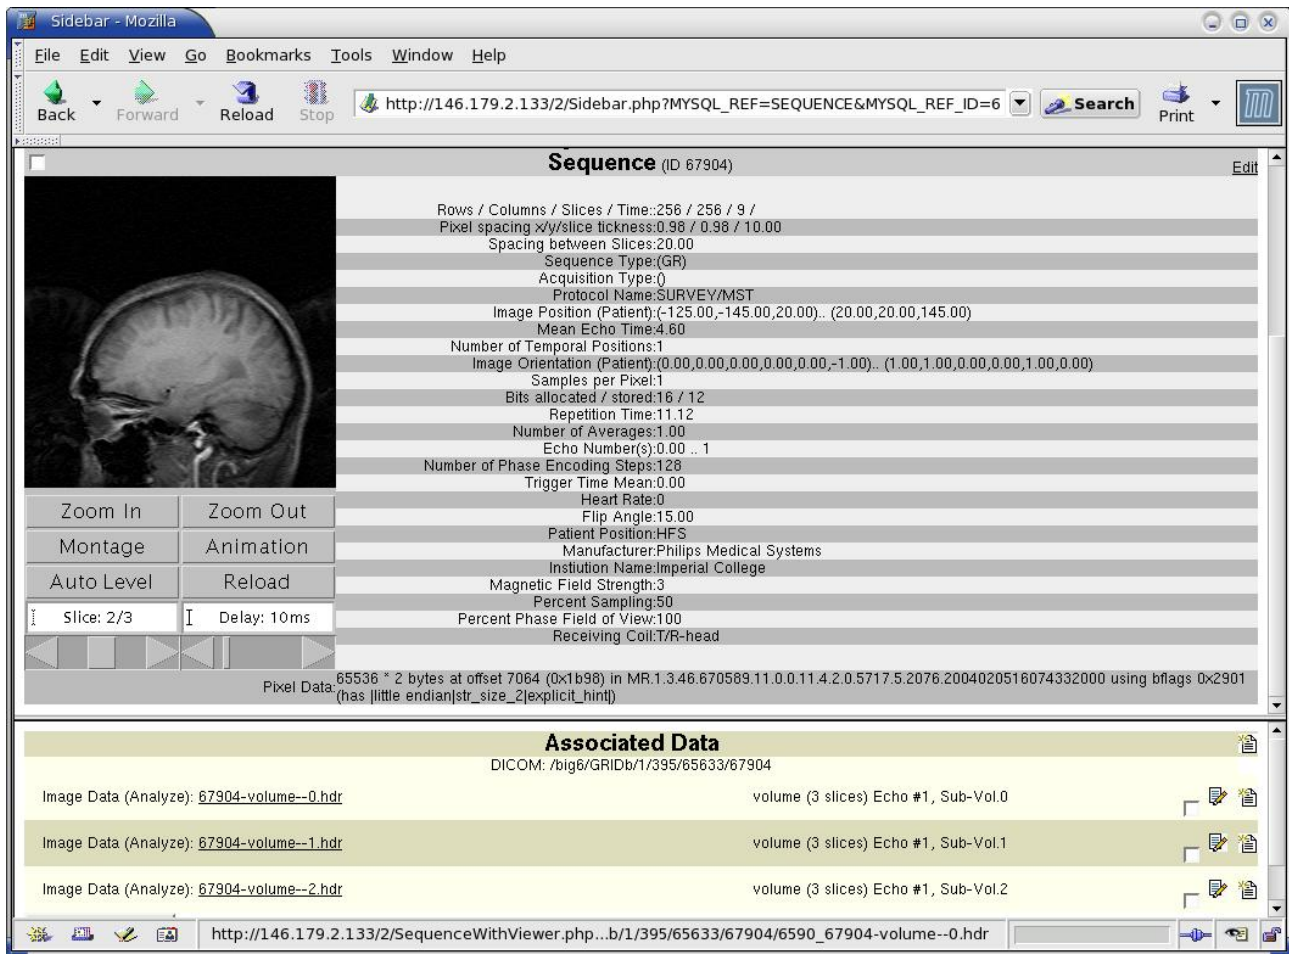 Sidebar - Mozilla
File Edit View Go Bookmarks Tools Window Help
Back Forward Reload Stop http://146.179.2.133/2/Sidebar.php?MYSQL_REF=SEQUENCE&MYSQL_REF_ID=6 Search Print
Sequence (ID 67904) Edit
Rows / Columns / Slices / Time::256 / 256 / 9 /
Pixel spacing x/y/slice tickness:0.98 / 0.98 / 10.00
Spacing between Slices:20.00
Sequence Type:(GR)
Acquisition Type:()
Protocol Name:SURVEY/MST
Image Position (Patient):(-125.00,-145.00,20.00).. (20.00,20.00,145.00)
Mean Echo Time:4.60
Number of Temporal Positions:1
Image Orientation (Patient):(0.00,0.00,0.00,0.00,0.00,-1.00).. (1.00,1.00,0.00,0.00,1.00,0.00)
Samples per Pixel:1
Bits allocated / stored:16 / 12
Repetition Time:11.12
Number of Averages:1.00
Echo Number(s):0.00 .. 1
Number of Phase Encoding Steps:128
Trigger Time Mean:0.00
Heart Rate:0
Flip Angle:15.00
Patient Position:HFS
Manufacturer:Philips Medical Systems
Instiution Name:Imperial College
Magnetic Field Strength:3
Percent Sampling:50
Percent Phase Field of View:100
Receiving Coil:T/R-head
Zoom In Zoom Out
Montage Animation
Auto Level Reload
Slice: 2/3 Delay: 10ms
Pixel Data:65536 * 2 bytes at offset 7064 (0x1b98) in MR.1.3.46.670589.11.0.0.11.4.2.0.5717.5.2076.2004020516074332000 using bflags 0x2901
(has |little endian|str_size_2|explicit_hint|)
Associated Data
DICOM: /big6/GRIDb/1/395/65633/67904
Image Data (Analyze): 67904-volume--0.hdr volume (3 slices) Echo #1, Sub-Vol.0
Image Data (Analyze): 67904-volume--1.hdr volume (3 slices) Echo #1, Sub-Vol.1
Image Data (Analyze): 67904-volume--2.hdr volume (3 slices) Echo #1, Sub-Vol.2
http://146.179.2.133/2/SequenceWithViewer.php...b/1/395/65633/67904/6590_67904-volume--0.hdr